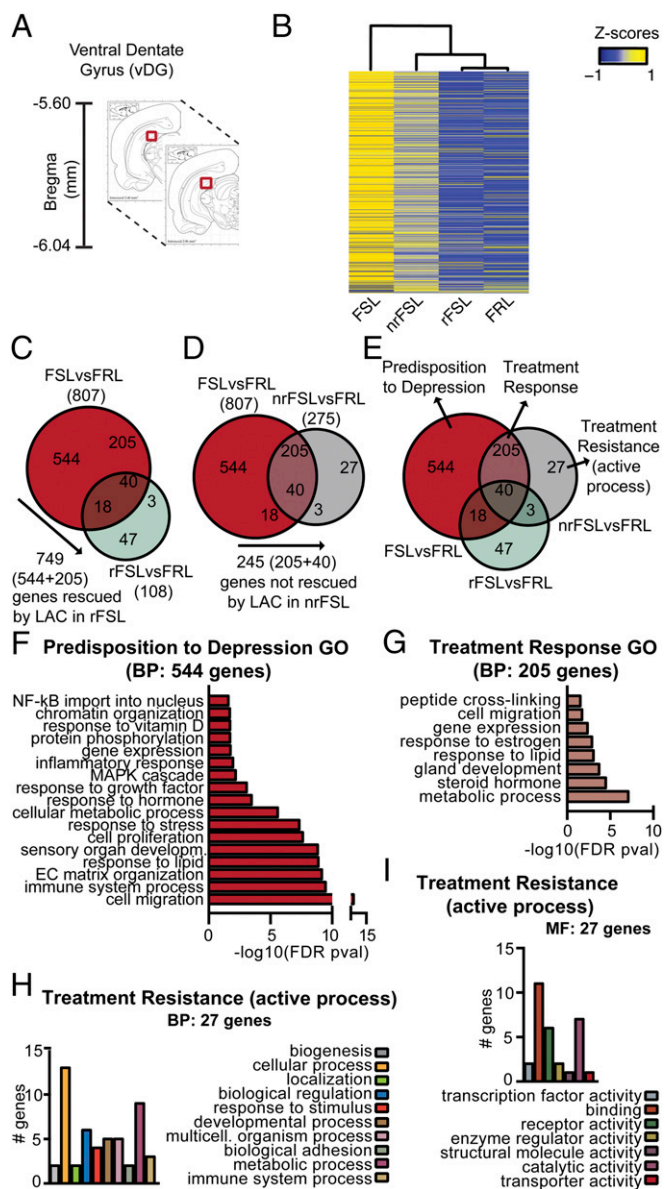 A
Ventral Dentate
Gyrus (vDG)
-5.60
Bregma
(mm)
-6.04
B
Z-scores
−1 1
FSL
nrFSL
rFSL
FRL
C
FSLvsFRL
(807)
544
205
40
18
3
47
749
(544+205)
genes rescued
by LAC in rFSL
rFSLvsFRL
(108)
D
FSLvsFRL
(807)
nrFSLvsFRL
(275)
544
205
27
40
18
3
245 (205+40)
genes not rescued
by LAC in nrFSL
E
Predisposition
to Depression
Treatment
Response
Treatment
Resistance
(active
process)
544
205
27
40
18
3
47
nrFSLvsFRL
FSLvsFRL
rFSLvsFRL
F Predisposition to Depression GO
(BP: 544 genes)
NF-kB import into nucleus
chromatin organization
response to vitamin D
protein phosphorylation
gene expression
inflammatory response
MAPK cascade
response to growth factor
response to hormone
cellular metabolic process
response to stress
cell proliferation
sensory organ developm.
response to lipid
EC matrix organization
immune system process
cell migration
0 5 10 15
-log10(FDR pval)
G Treatment Response GO
(BP: 205 genes)
peptide cross-linking
cell migration
gene expression
response to estrogen
response to lipid
gland development
steroid hormone
metabolic process
0 5 10
-log10(FDR pval)
H Treatment Resistance (active process)
BP: 27 genes
# genes
15
10
5
0
biogenesis
cellular process
localization
biological regulation
response to stimulus
developmental process
multicell. organism process
biological adhesion
metabolic process
immune system process
I
Treatment Resistance
(active process)
MF: 27 genes
# genes
15
10
5
0
transcription factor activity
binding
receptor activity
enzyme regulator activity
structural molecule activity
catalytic activity
transporter activity